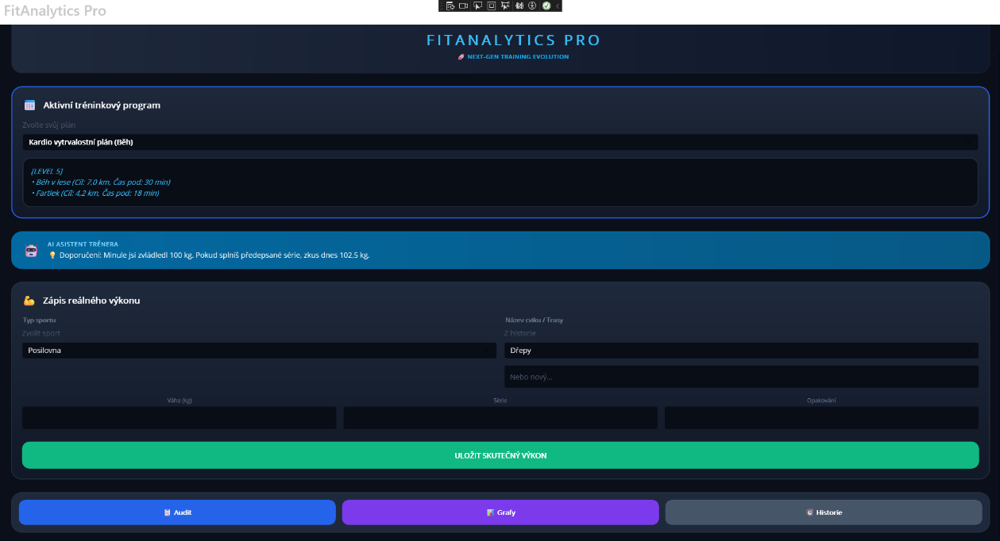 FitAnalytics Pro
FITANALYTICS PRO
🚀 NEXT-GEN TRAINING EVOLUTION
Aktivní tréninkový program
Zvolte svůj plán
Kardio vytrvalostní plán (Běh)
[LEVEL 5]
• Běh v lese (Cíl: 7,0 km, Čas pod: 30 min)
• Fartlek (Cíl: 4,2 km, Čas pod: 18 min)
AI ASISTENT TRÉNERA
💡 Doporučení: Minule jsi zvládledl 100 kg. Pokud splníš předepsané série, zkus dnes 102,5 kg.
Zápis reálného výkonu
Typ sportu
Název cviku / Trasy
Zvolit sport
Z historie
Posilovna
Dřepy
Nebo nový...
Váha (kg)
Série
Opakování
ULOŽIT SKUTEČNÝ VÝKON
Audit
Grafy
Historie